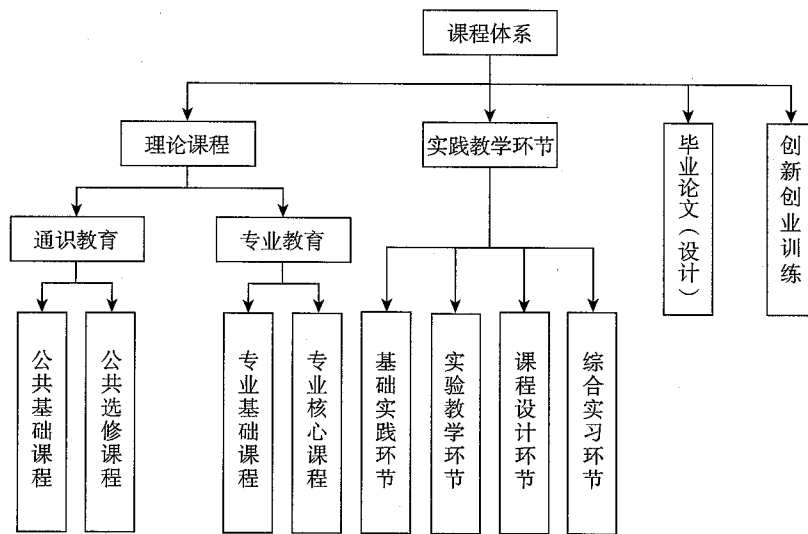 课程体系
理论课程
实践教学环节
毕业论文（设计）
创新创业训练
通识教育
专业教育
公共基础课程
公共选修课程
专业基础课程
专业核心课程
基础实践环节
实验教学环节
课程设计环节
综合实习环节